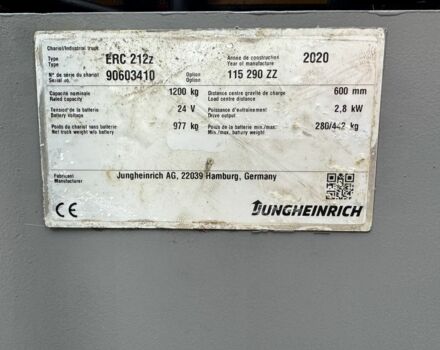 Chariot/Industrial truck
Type ERC 212z Année de construction 2020
Type Year of manufacture
N° de série du chariot 90603410 Option 115 290 ZZ
Serial no. Option
Capacité nominale 1200 kg Distance centre gravité de charge 600 mm
Rated capacity Load centre distance
Tension de la batterie 24 V Puissance d'entraînement 2,8 kW
Battery voltage Drive output
Poids du chariot sans batterie 977 kg Poids de la batterie min./max. 280/442 kg
Net truck weight w/o battery Min./max. battery weight
Fabricant Jungheinrich AG, 22039 Hamburg, Germany
Manufacturer
CE JUNGHEINRICH